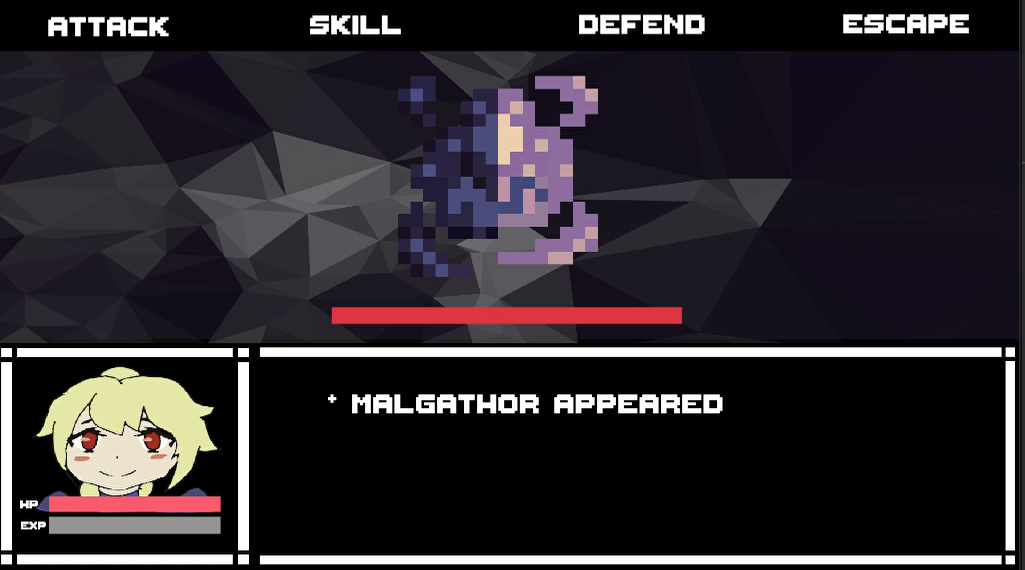 ATTACK SKILL DEFEND ESCAPE
* MALGATHOR APPEARED
HP
EXP